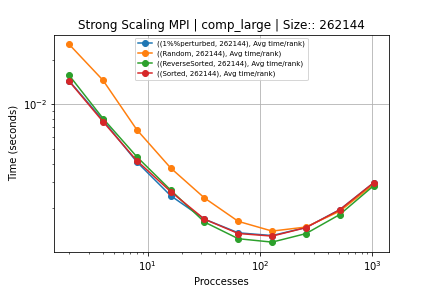 Strong Scaling MPI | comp_large | Size:: 262144
((1%%perturbed, 262144), Avg time/rank)
((Random, 262144), Avg time/rank)
((ReverseSorted, 262144), Avg time/rank)
((Sorted, 262144), Avg time/rank)
Time (seconds)
10⁻²
10¹
10²
10³
Proccesses